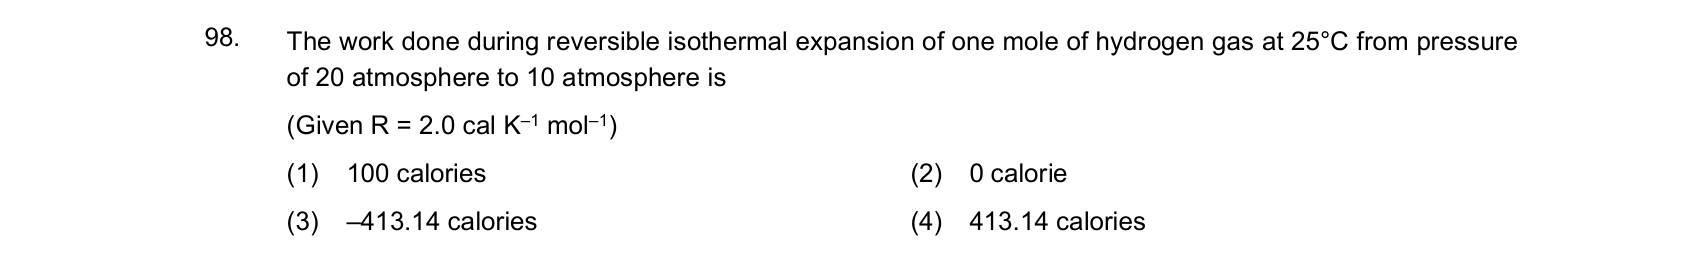 98. The work done during reversible isothermal expansion of one mole of hydrogen gas at 25°C from pressure
of 20 atmosphere to 10 atmosphere is
(Given R = 2.0 cal K⁻¹ mol⁻¹)
(1) 100 calories (2) 0 calorie
(3) –413.14 calories (4) 413.14 calories